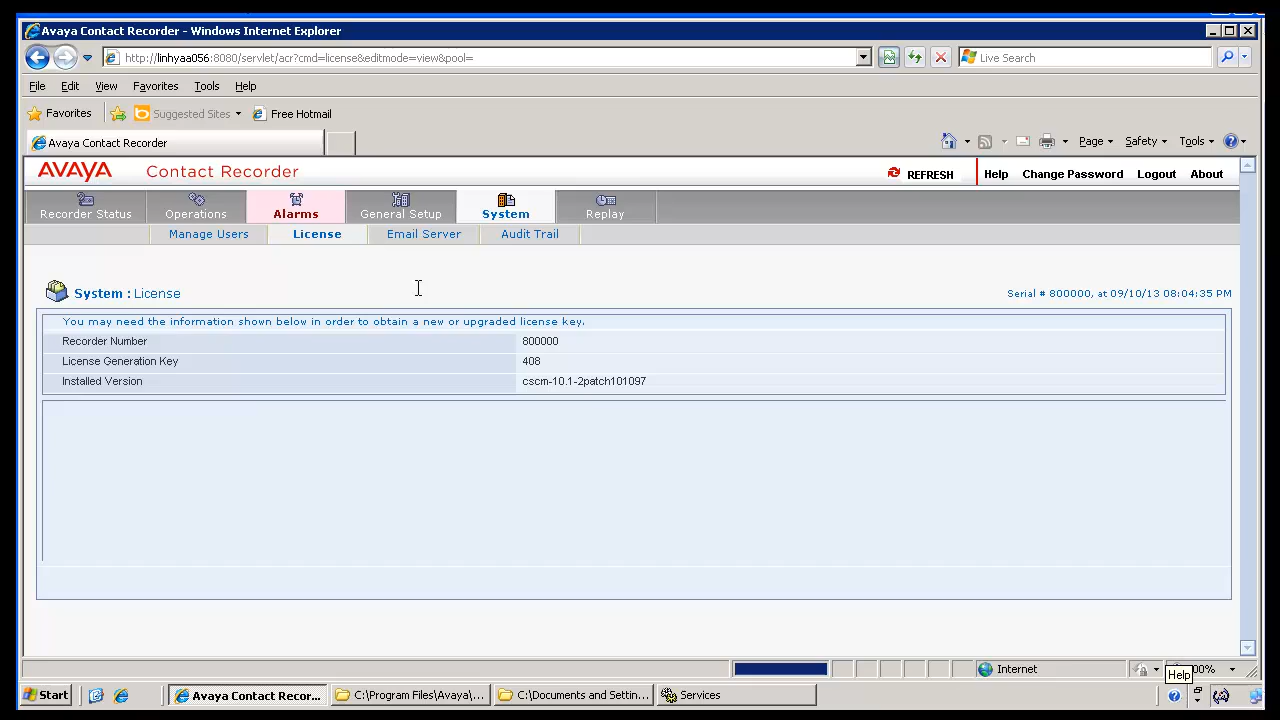 Avaya Contact Recorder - Windows Internet Explorer
http://linhyaa056:8080/servlet/acr?cmd=license&editmode=view&pool=
Live Search
File Edit View Favorites Tools Help
Favorites Suggested Sites Free Hotmail
Avaya Contact Recorder Page Safety Tools
AVAYA Contact Recorder REFRESH Help Change Password Logout About
Recorder Status Operations Alarms General Setup System Replay
Manage Users License Email Server Audit Trail
System : License Serial # 800000, at 09/10/13 08:04:35 PM
You may need the information shown below in order to obtain a new or upgraded license key.
Recorder Number 800000
License Generation Key 408
Installed Version cscm-10.1-2patch101097
Internet 00%
Help
Start Avaya Contact Recor... C:\Program Files\Avaya\... C:\Documents and Settin... Services